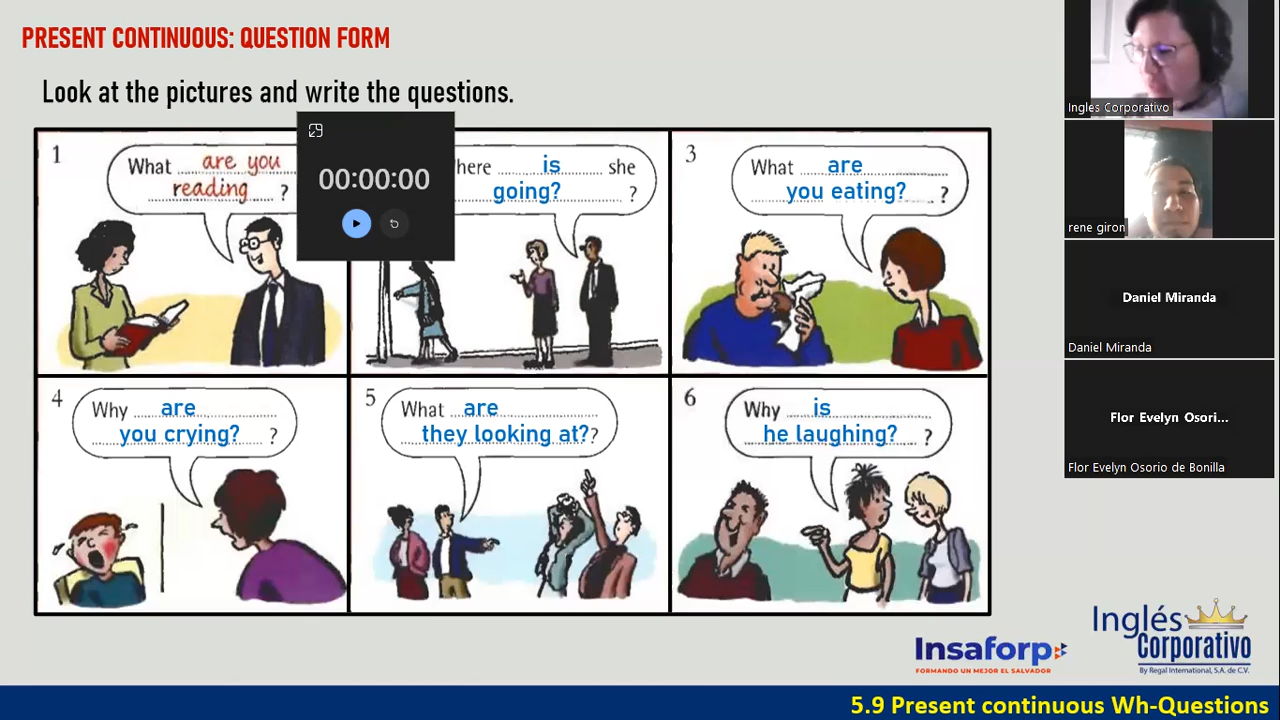 PRESENT CONTINUOUS: QUESTION FORM
Look at the pictures and write the questions.
1
What are you
reading ?
00:00:00
is she
going? ?
3
What are
you eating? ?
4
Why are
you crying? ?
5
What are
they looking at??
6
Why is
he laughing? ?
Insaforp
FORMANDO UN MEJOR EL SALVADOR
Inglés
Corporativo
By Regal International, S.A. de C.V.
5.9 Present continuous Wh-Questions
Ingles Corporativo
rene giron
Daniel Miranda
Daniel Miranda
Flor Evelyn Osori...
Flor Evelyn Osorio de Bonilla